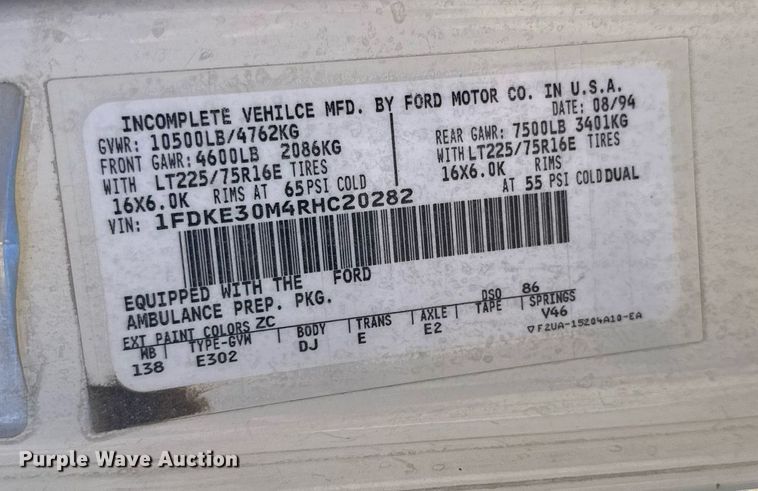 INCOMPLETE VEHILCE MFD. BY FORD MOTOR CO. IN U.S.A.
DATE: 08/94
GVWR: 10500LB/4762KG
FRONT GAWR: 4600LB 2086KG
WITH LT225/75R16E TIRES
16X6.0K RIMS AT 65PSI COLD
REAR GAWR: 7500LB 3401KG
WITH LT225/75R16E TIRES
16X6.0K RIMS
AT 55 PSI COLD DUAL
VIN: 1FDKE30M4RHC20282
EQUIPPED WITH THE FORD
AMBULANCE PREP. PKG.
DSO 86
EXT PAINT COLORS ZC
WB TYPE-GVW BODY TRANS AXLE TAPE SPRINGS
138 E302 DJ E E2 V46
▽ F2UA-15204A10-EA
Purple Wave Auction